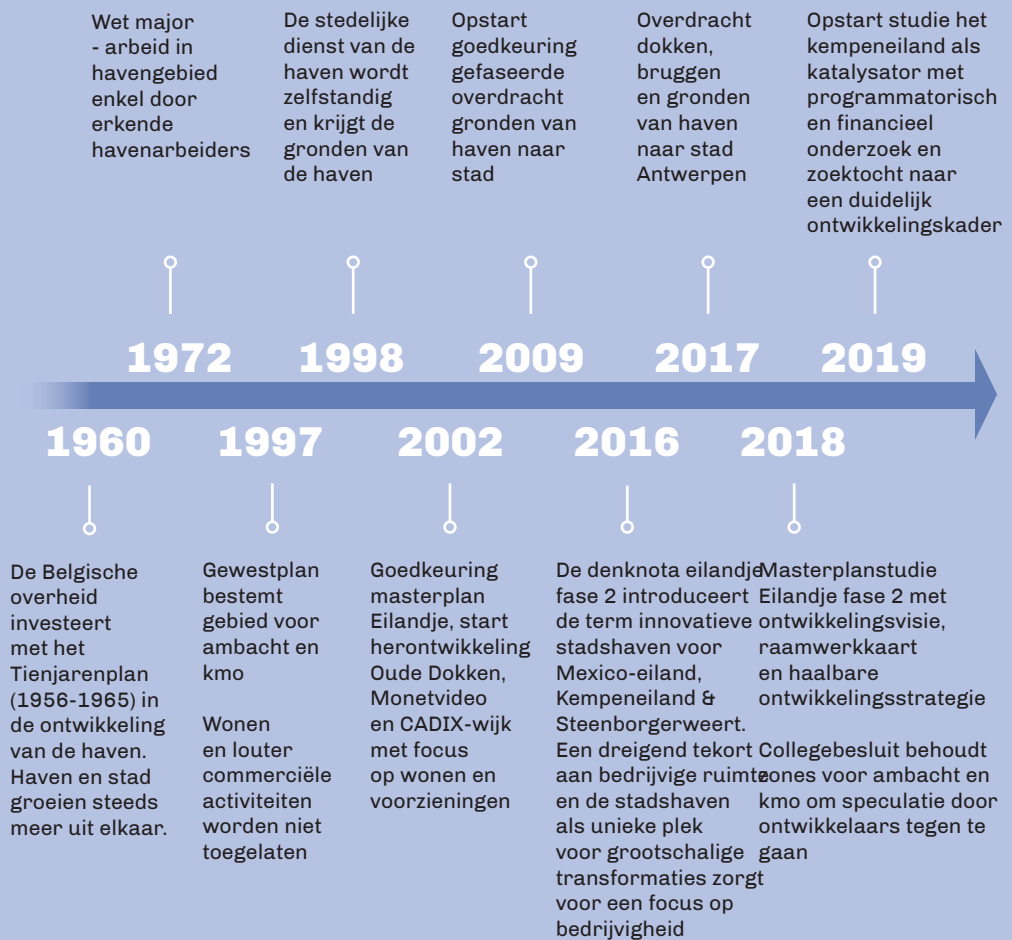 Wet major
- arbeid in
havengebied
enkel door
erkende
havenarbeiders
De stedelijke
dienst van de
haven wordt
zelfstandig
en krijgt de
gronden van
de haven
Opstart
goedkeuring
gefaseerde
overdracht
gronden van
haven naar
stad
Overdracht
dokken,
bruggen
en gronden
van haven
naar stad
Antwerpen
Opstart studie het
kempeneiland als
katalysator met
programmatorisch
en financieel
onderzoek en
zoektocht naar
een duidelijk
ontwikkelingskader
1972
1998
2009
2017
2019
1960
1997
2002
2016
2018
De Belgische
overheid
investeert
met het
Tienjarenplan
(1956-1965) in
de ontwikkeling
van de haven.
Haven en stad
groeien steeds
meer uit elkaar.
Gewestplan
bestemt
gebied voor
ambacht en
kmo
Wonen
en louter
commerciële
activiteiten
worden niet
toegelaten
Goedkeuring
masterplan
Eilandje, start
herontwikkeling
Oude Dokken,
Monetvideo
en CADIX-wijk
met focus
op wonen en
voorzieningen
De denknota eilandje
fase 2 introduceert
de term innovatieve
stadshaven voor
Mexico-eiland,
Kempeneiland &
Steenborgerweert.
Een dreigend tekort
aan bedrijvige ruimte
en de stadshaven
als unieke plek
voor grootschalige
transformaties zorgt
voor een focus op
bedrijvigheid
Masterplanstudie
Eilandje fase 2 met
ontwikkelingsvisie,
raamwerkkaart
en haalbare
ontwikkelingsstrategie
Collegebesluit behoudt
zones voor ambacht en
kmo om speculatie door
ontwikkelaars tegen te
gaan